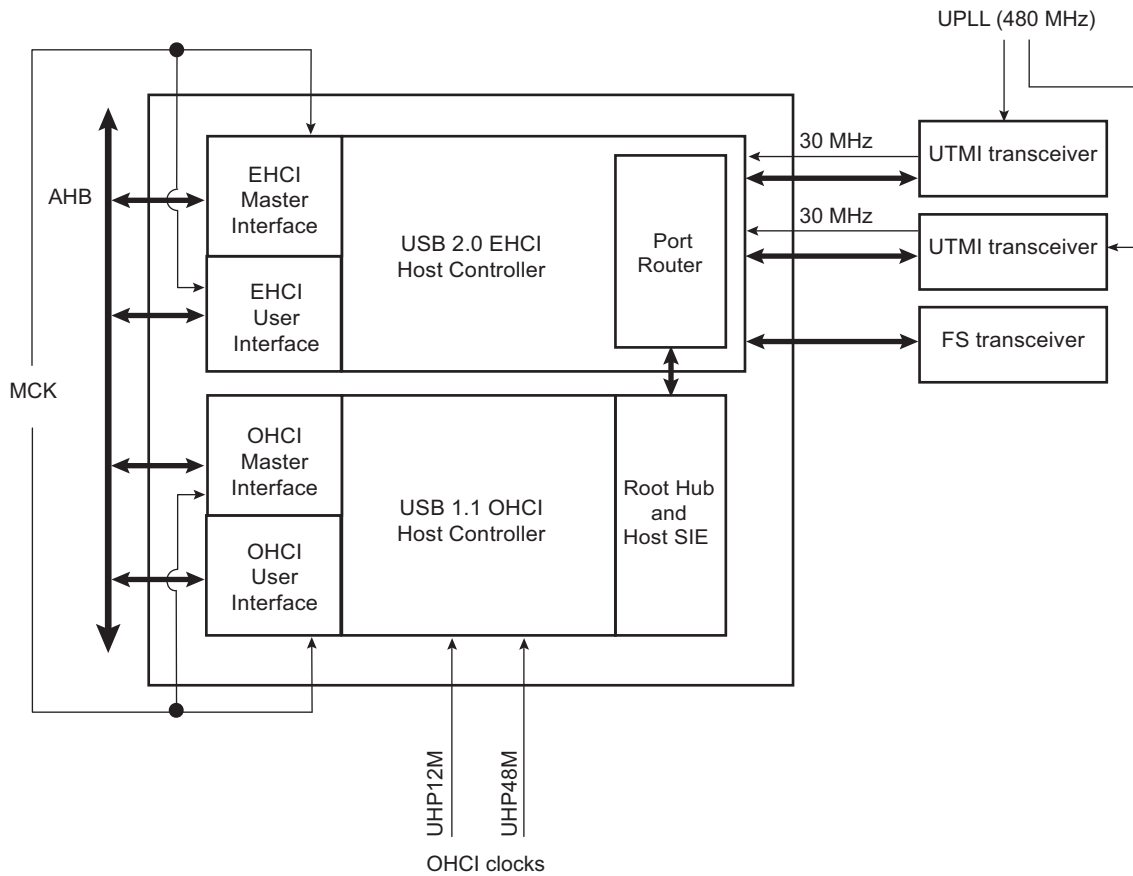 UPLL (480 MHz)
AHB
MCK
EHCI
Master
Interface
EHCI
User
Interface
USB 2.0 EHCI
Host Controller
Port
Router
30 MHz
UTMI transceiver
30 MHz
UTMI transceiver
FS transceiver
OHCI
Master
Interface
OHCI
User
Interface
USB 1.1 OHCI
Host Controller
Root Hub
and
Host SIE
UHP12M
UHP48M
OHCI clocks